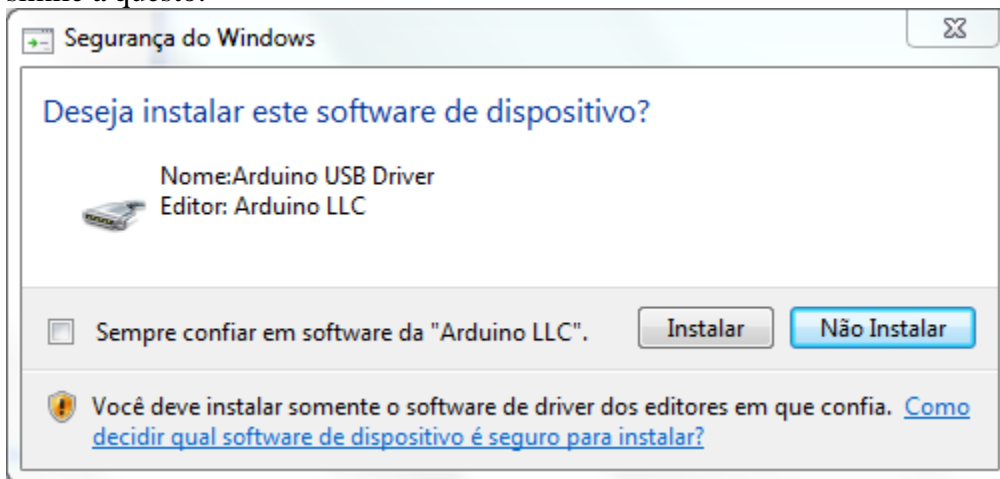 simile a questo:
Segurança do Windows
Deseja instalar este software de dispositivo?
Nome:Arduino USB Driver
Editor: Arduino LLC
Sempre confiar em software da "Arduino LLC".
Instalar
Não Instalar
Você deve instalar somente o software de driver dos editores em que confia. Como
decidir qual software de dispositivo é seguro para instalar?